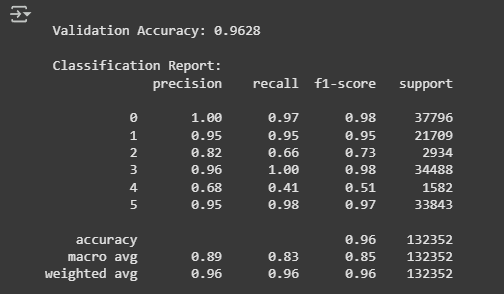 Validation Accuracy: 0.9628
Classification Report:
precision recall f1-score support
0 1.00 0.97 0.98 37796
1 0.95 0.95 0.95 21709
2 0.82 0.66 0.73 2934
3 0.96 1.00 0.98 34488
4 0.68 0.41 0.51 1582
5 0.95 0.98 0.97 33843
accuracy 0.96 132352
macro avg 0.89 0.83 0.85 132352
weighted avg 0.96 0.96 0.96 132352